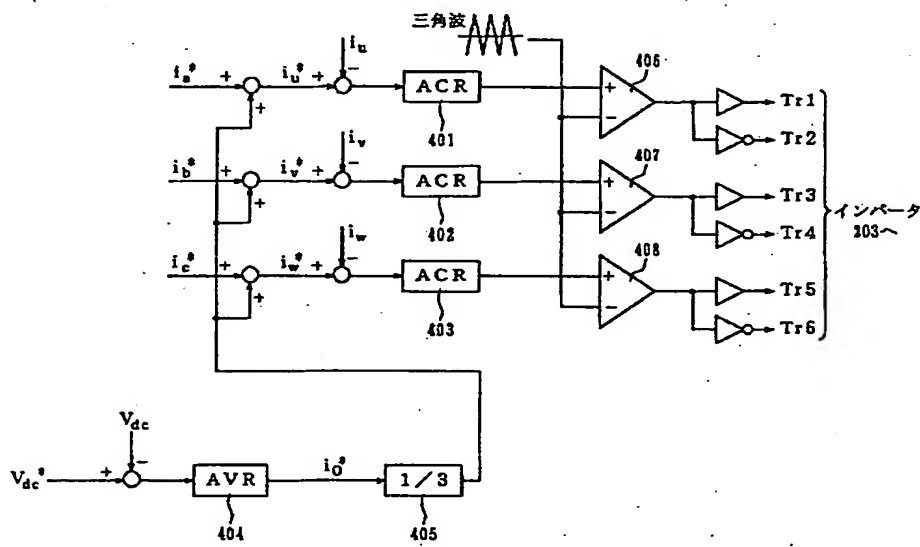 三角波
i_u
i_a* + + i_u* + − ACR 401 + − 406 Tr1
Tr2
i_v
i_b* + + i_v* + − ACR 402 + − 407 Tr3
Tr4
インバータ
203へ
i_w
i_c* + + i_w* + − ACR 403 + − 408 Tr5
Tr6
V_dc
V_dc* + − AVR 404 i_0* 1/3 405